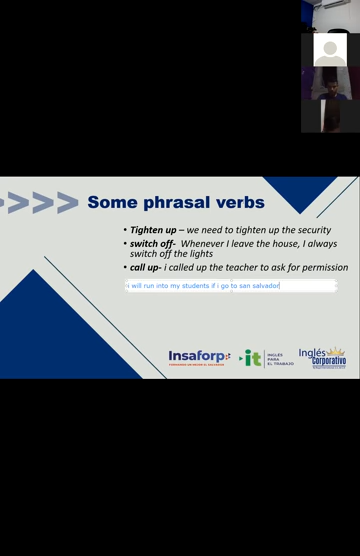 Some phrasal verbs
• Tighten up – we need to tighten up the security
• switch off- Whenever I leave the house, I always
switch off the lights
• call up- i called up the teacher to ask for permission
i will run into my students if i go to san salvador
Insaforp
it
INGLÉS
PARA
EL TRABAJO
Inglés
corporativo